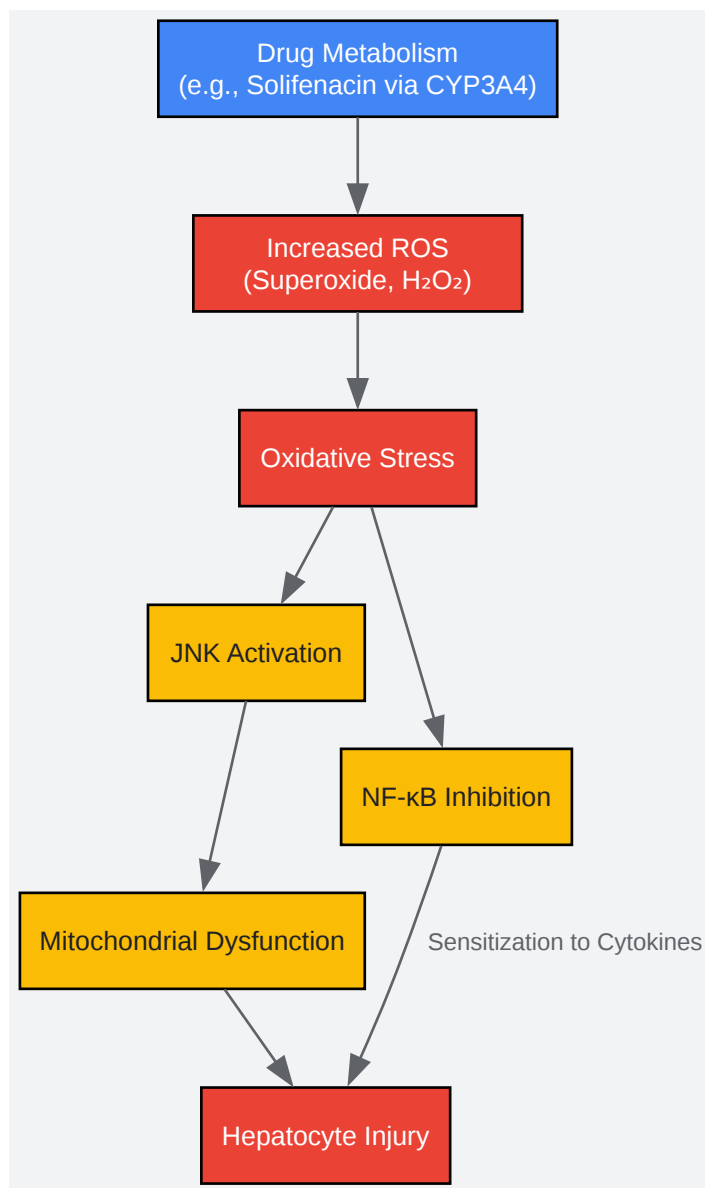 Drug Metabolism
(e.g., Solifenacin via CYP3A4)
Increased ROS
(Superoxide, H₂O₂)
Oxidative Stress
JNK Activation
NF-κB Inhibition
Mitochondrial Dysfunction
Sensitization to Cytokines
Hepatocyte Injury